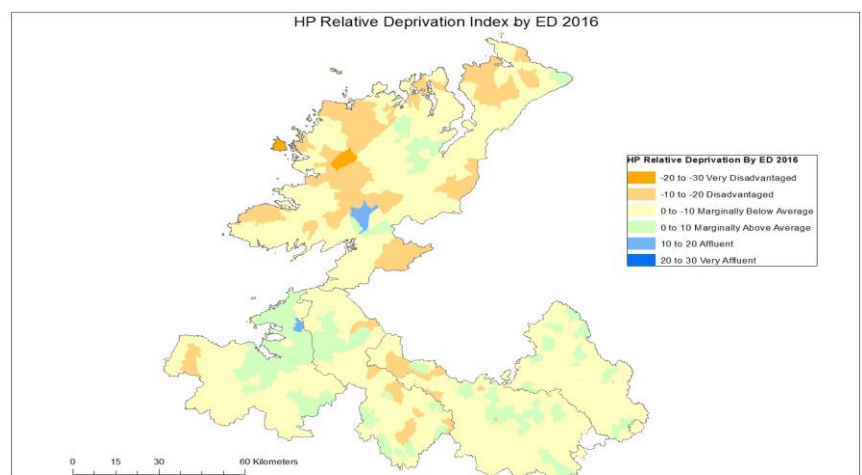 HP Relative Deprivation Index by ED 2016
HP Relative Deprivation By ED 2016
-20 to -30 Very Disadvantaged
-10 to -20 Disadvantaged
0 to -10 Marginally Below Average
0 to 10 Marginally Above Average
10 to 20 Affluent
20 to 30 Very Affluent
0 15 30 60 Kilometers